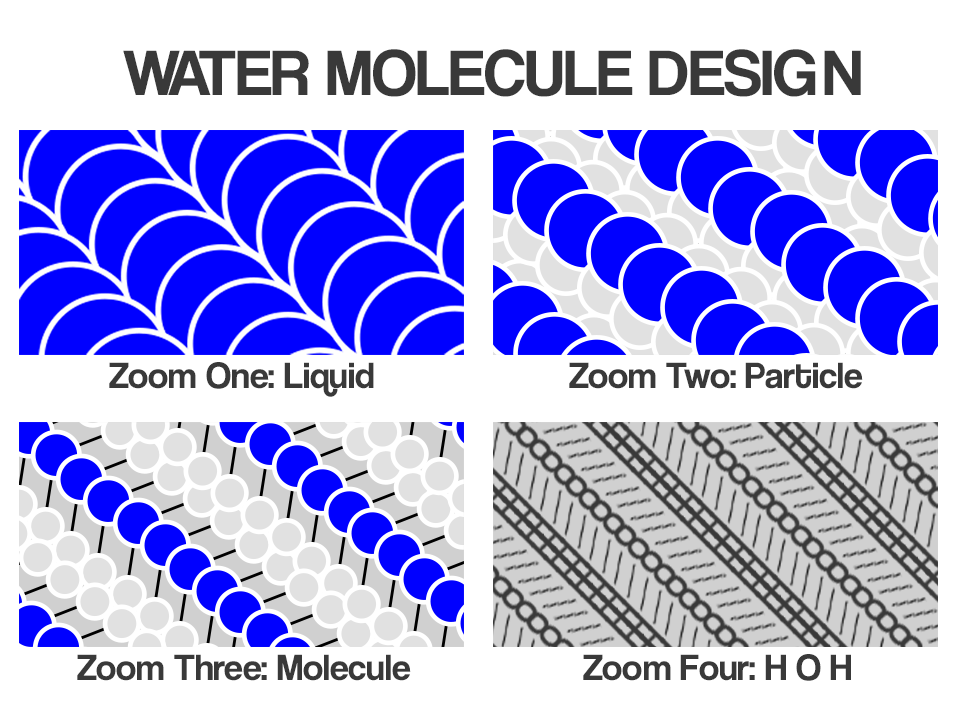 WATER MOLECULE DESIGN
Zoom One: Liquid
Zoom Two: Particle
Zoom Three: Molecule
Zoom Four: H O H